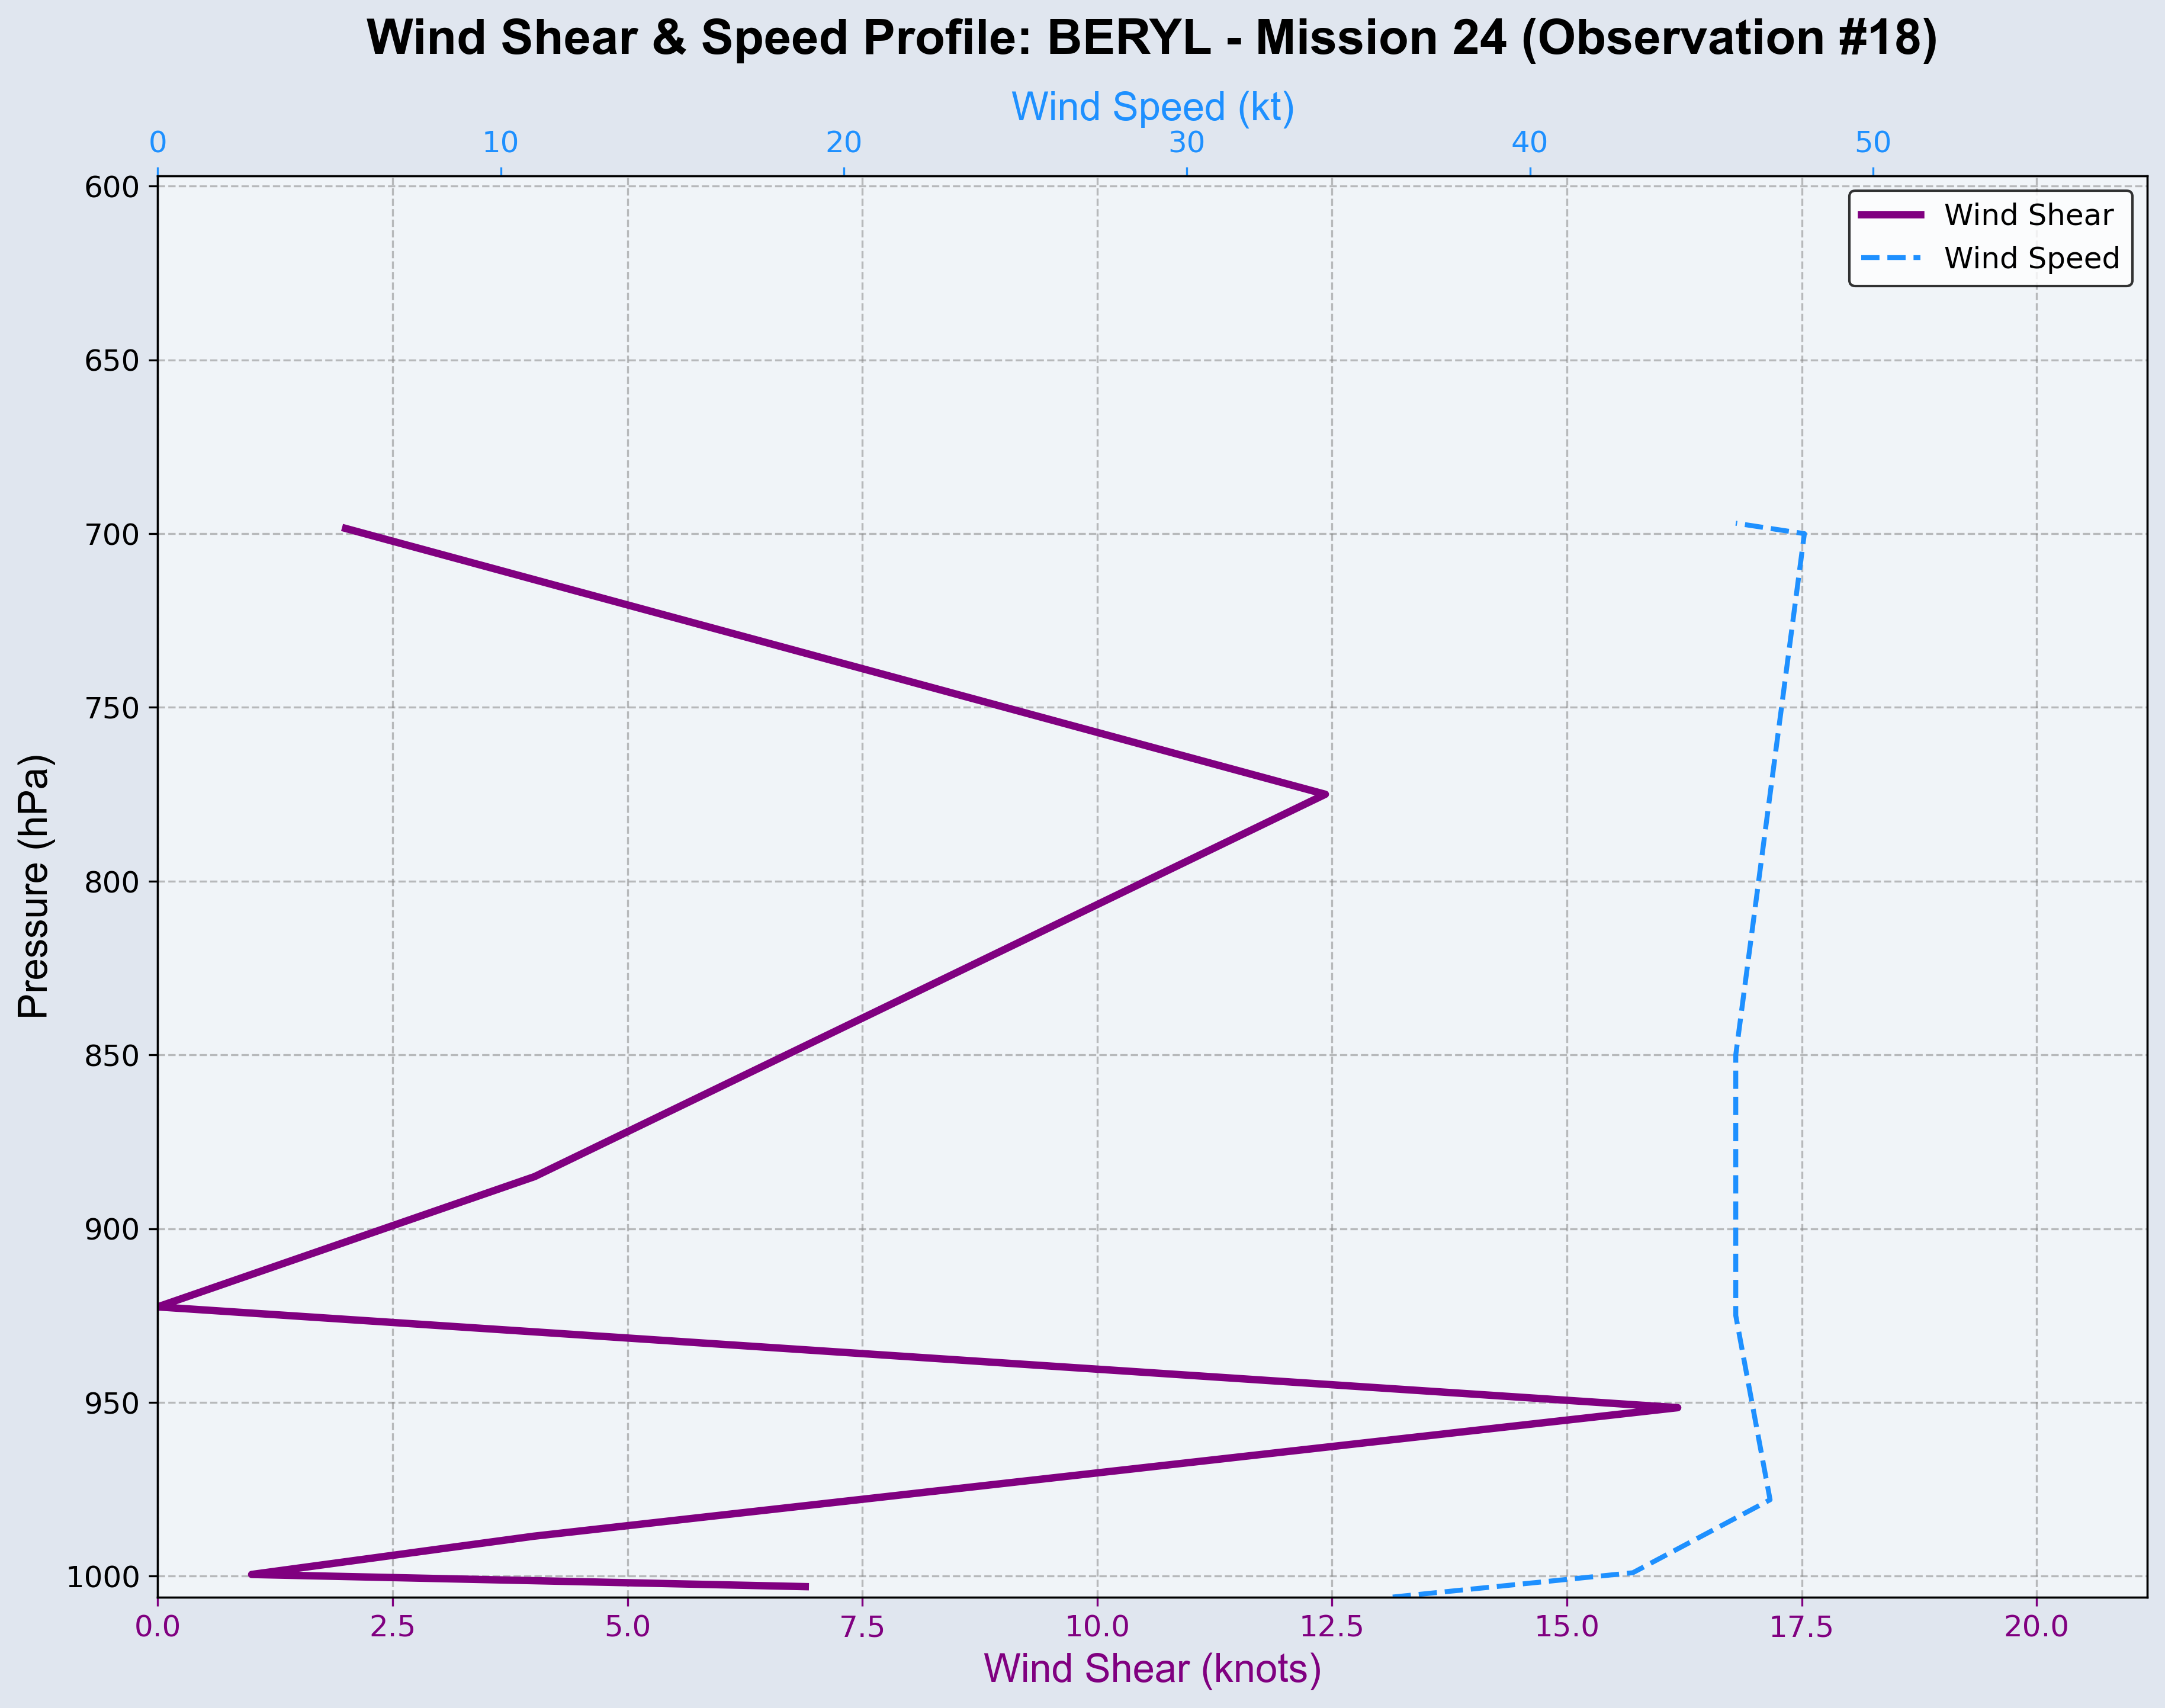 Wind Shear & Speed Profile: BERYL - Mission 24 (Observation #18)
Wind Speed (kt)
0 10 20 30 40 50
Wind Shear
Wind Speed
600
650
700
750
800
850
900
950
1000
Pressure (hPa)
0.0 2.5 5.0 7.5 10.0 12.5 15.0 17.5 20.0
Wind Shear (knots)